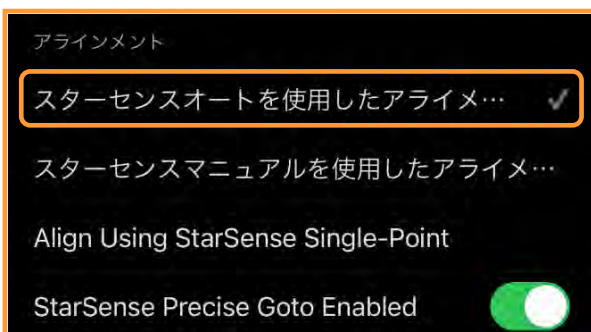 アラインメント
スターセンスオートを使用したアライメ…
スターセンスマニュアルを使用したアライメ…
Align Using StarSense Single-Point
StarSense Precise Goto Enabled